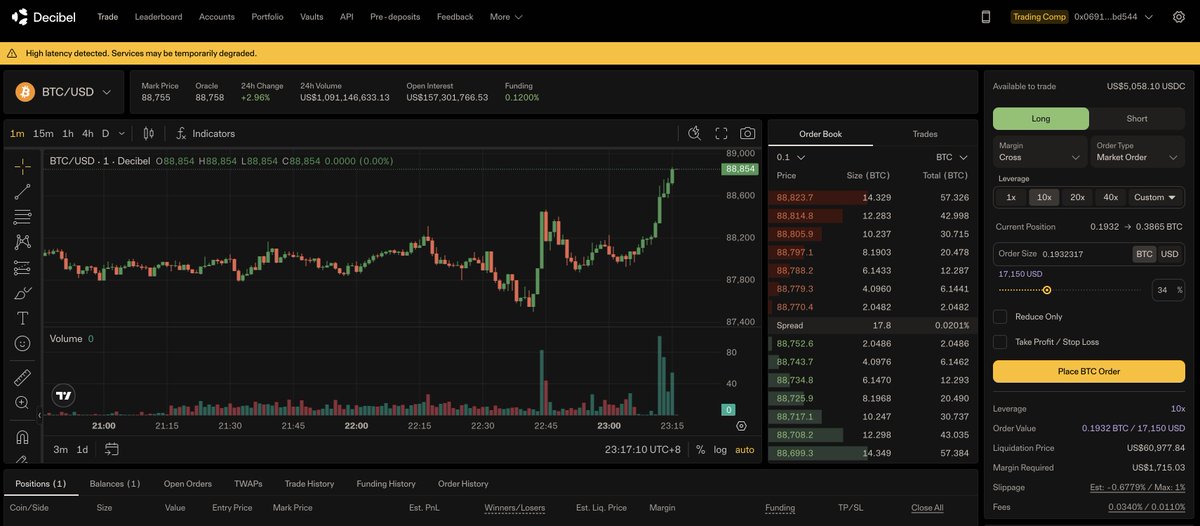 Decibel Trade Leaderboard Accounts Portfolio Vaults API Pre-deposits Feedback More Trading Comp 0x0691...bd544
High latency detected. Services may be temporarily degraded.
BTC/USD
Mark Price Oracle 24h Change 24h Volume Open Interest Funding
88,755 88,758 +2.96% US$1,091,146,633.13 US$157,301,766.53 0.1200%
1m 15m 1h 4h D Indicators
BTC/USD · 1 · Decibel O88,854 H88,854 L88,854 C88,854 0.0000 (0.00%)
89,000
88,854
88,600
88,200
87,800
87,400
Volume 0
80
40
0
21:00 21:15 21:30 21:45 22:00 22:15 22:30 22:45 23:00 23:15
3m 1d 23:17:10 UTC+8 % log auto
Order Book Trades
0.1 BTC
Price Size (BTC) Total (BTC)
88,823.7 14.329 57.326
88,814.8 12.283 42.998
88,805.9 10.237 30.715
88,797.1 8.1903 20.478
88,788.2 6.1433 12.287
88,779.3 4.0960 6.1441
88,770.4 2.0482 2.0482
Spread 17.8 0.0201%
88,752.6 2.0486 2.0486
88,743.7 4.0976 6.1462
88,734.8 6.1470 12.293
88,725.9 8.1968 20.490
88,717.1 10.247 30.737
88,708.2 12.298 43.035
88,699.3 14.349 57.384
Available to trade US$5,058.10 USDC
Long Short
Margin Order Type
Cross Market Order
Leverage
1x 10x 20x 40x Custom
Current Position 0.1932 → 0.3865 BTC
Order Size 0.1932317 BTC USD
17,150 USD
34 %
Reduce Only
Take Profit / Stop Loss
Place BTC Order
Leverage 10x
Order Value 0.1932 BTC / 17,150 USD
Liquidation Price US$60,977.84
Margin Required US$1,715.03
Slippage Est: -0.6779% / Max: 1%
Fees 0.0340% / 0.0110%
Positions (1) Balances (1) Open Orders TWAPs Trade History Funding History Order History
Coin/Side Size Value Entry Price Mark Price Est. PnL Winners/Losers Est. Liq. Price Margin Funding TP/SL Close All